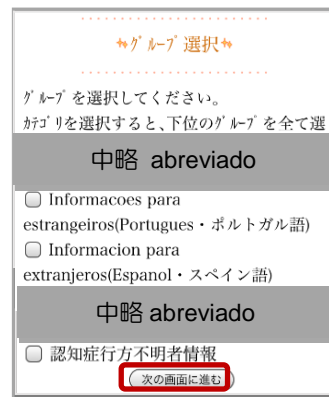 グループ選択
グループを選択してください。
カテゴリを選択すると、下位のグループを全て選
中略 abreviado
Informacoes para
estrangeiros(Portugues・ポルトガル語)
Informacion para
extranjeros(Espanol・スペイン語)
中略 abreviado
認知症行方不明者情報
次の画面に進む